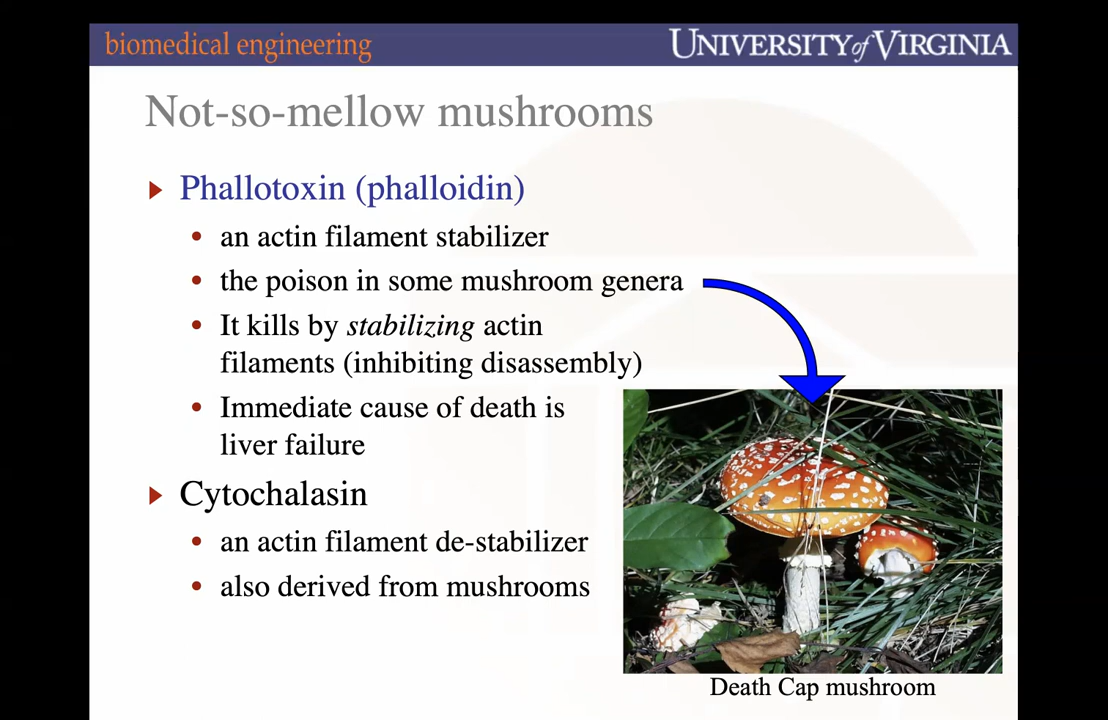 biomedical engineering
UNIVERSITY of VIRGINIA
Not-so-mellow mushrooms
Phallotoxin (phalloidin)
an actin filament stabilizer
the poison in some mushroom genera
It kills by stabilizing actin
filaments (inhibiting disassembly)
Immediate cause of death is
liver failure
Cytochalasin
an actin filament de-stabilizer
also derived from mushrooms
Death Cap mushroom